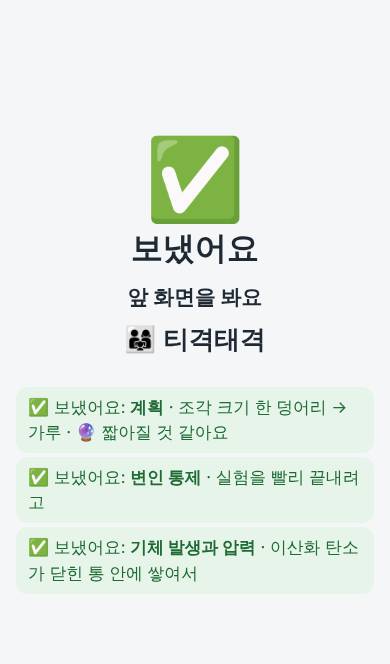 ✅
보냈어요
앞 화면을 봐요
👨‍👩‍👧 티격태격
✅ 보냈어요: 계획 · 조각 크기 한 덩어리 →
가루 · 🔮 짧아질 것 같아요
✅ 보냈어요: 변인 통제 · 실험을 빨리 끝내려
고
✅ 보냈어요: 기체 발생과 압력 · 이산화 탄소
가 닫힌 통 안에 쌓여서